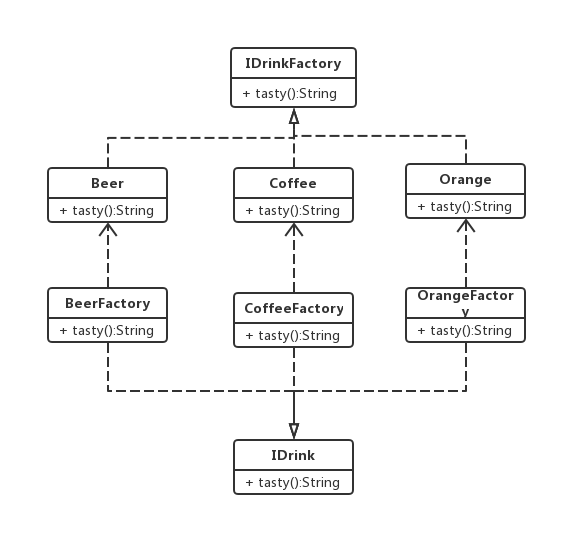 IDrinkFactory
+ tasty():String
Beer
+ tasty():String
Coffee
+ tasty():String
Orange
+ tasty():String
BeerFactory
+ tasty():String
CoffeeFactory
+ tasty():String
OrangeFactor
y
+ tasty():String
IDrink
+ tasty():String